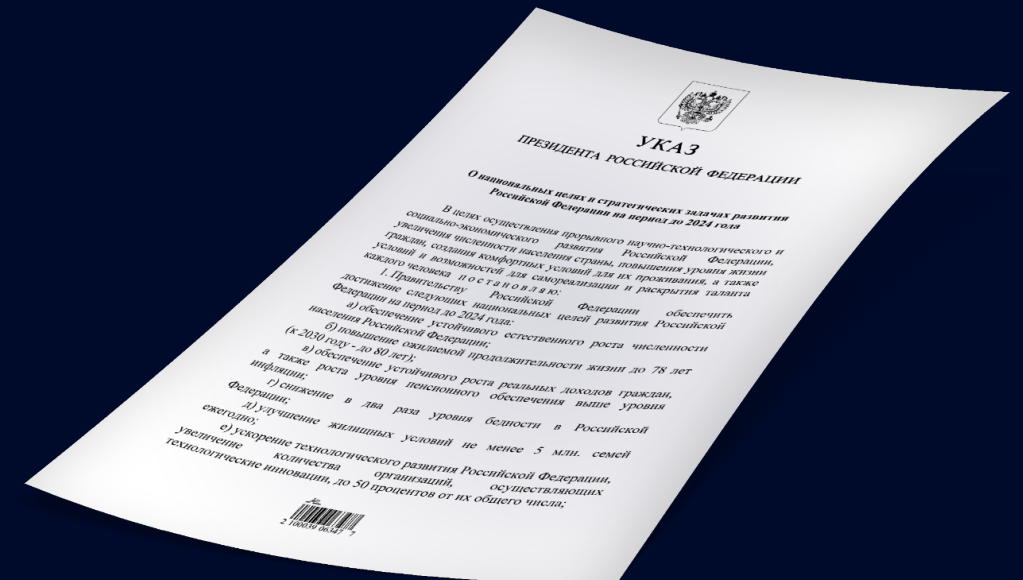 УКАЗ
ПРЕЗИДЕНТА РОССИЙСКОЙ ФЕДЕРАЦИИ
О национальных целях и стратегических задачах развития
Российской Федерации на период до 2024 года
В целях осуществления прорывного научно-технологического и
социально-экономического развития Российской Федерации,
увеличения численности населения страны, повышения уровня жизни
граждан, создания комфортных условий для их проживания, а также
условий и возможностей для самореализации и раскрытия таланта
каждого человека п о с т а н о в л я ю:
1. Правительству Российской Федерации обеспечить
достижение следующих национальных целей развития Российской
Федерации на период до 2024 года:
а) обеспечение устойчивого естественного роста численности
населения Российской Федерации;
б) повышение ожидаемой продолжительности жизни до 78 лет
(к 2030 году - до 80 лет);
в) обеспечение устойчивого роста реальных доходов граждан,
а также роста уровня пенсионного обеспечения выше уровня
инфляции;
г) снижение в два раза уровня бедности в Российской
Федерации;
д) улучшение жилищных условий не менее 5 млн. семей
ежегодно;
е) ускорение технологического развития Российской Федерации,
увеличение количества организаций, осуществляющих
технологические инновации, до 50 процентов от их общего числа;
2 100039 06347 7